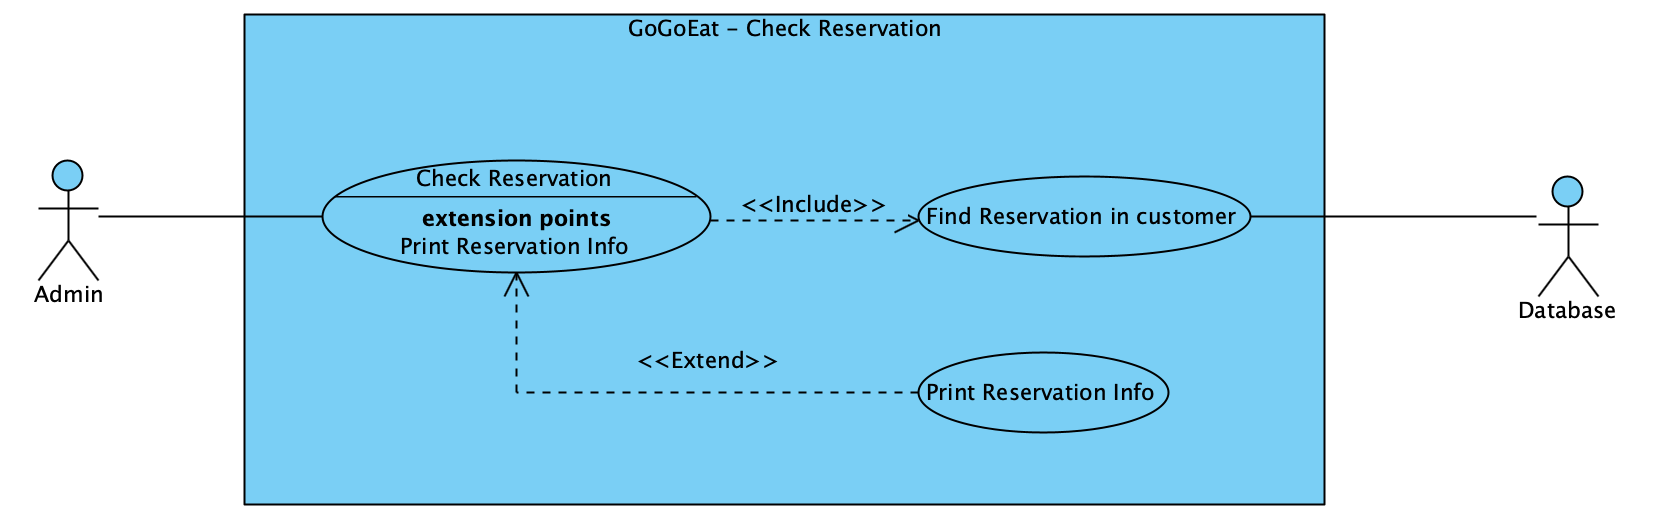 GoGoEat – Check Reservation
Check Reservation
extension points
Print Reservation Info
<<Include>>
Find Reservation in customer
Admin
Database
<<Extend>>
Print Reservation Info